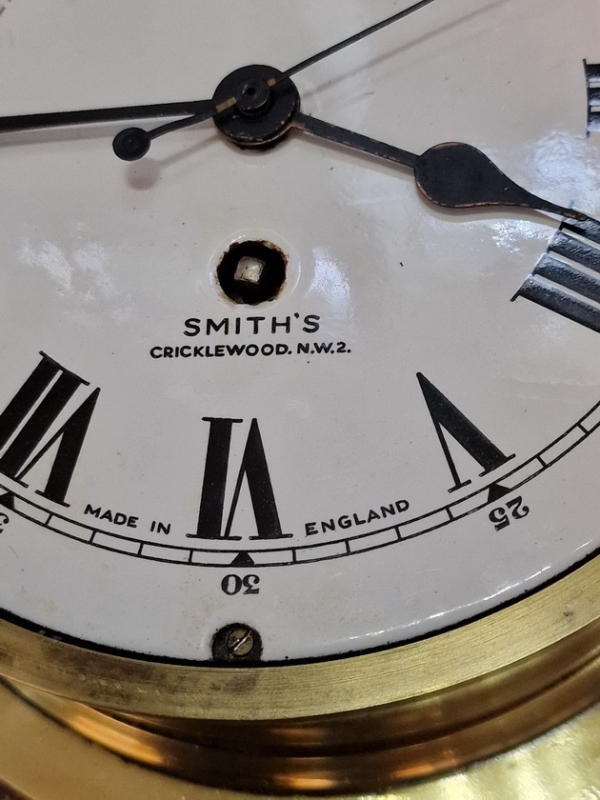 SMITH'S
CRICKLEWOOD. N.W.2.
VII VI V
MADE IN ENGLAND
30 25